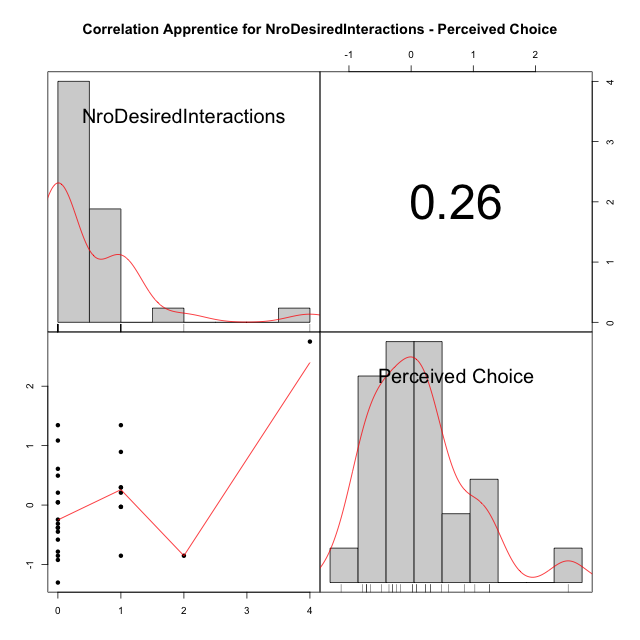 Correlation Apprentice for NroDesiredInteractions - Perceived Choice
-1 0 1 2
NroDesiredInteractions
0.26
4
3
2
1
0
Perceived Choice
2
1
0
-1
0 1 2 3 4